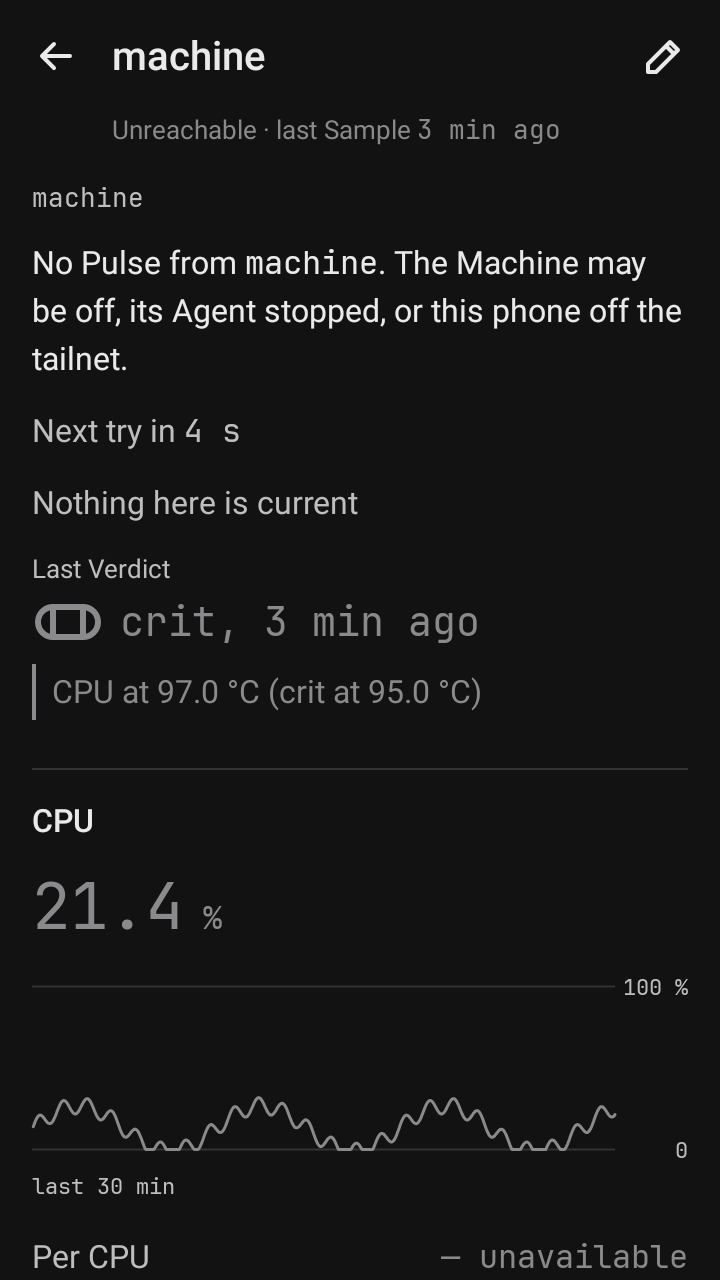 machine
Unreachable · last Sample 3 min ago
machine
No Pulse from machine. The Machine may
be off, its Agent stopped, or this phone off the
tailnet.
Next try in 4 s
Nothing here is current
Last Verdict
crit, 3 min ago
CPU at 97.0 °C (crit at 95.0 °C)
CPU
21.4 %
100 %
0
last 30 min
Per CPU — unavailable